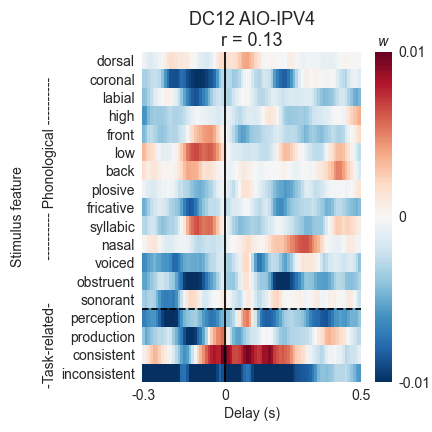 DC12 AIO-IPV4
r = 0.13
w
0.01
0
-0.01
Stimulus feature
---------- Phonological ----------
-Task-related-
dorsal
coronal
labial
high
front
low
back
plosive
fricative
syllabic
nasal
voiced
obstruent
sonorant
perception
production
consistent
inconsistent
-0.3 0 0.5
Delay (s)